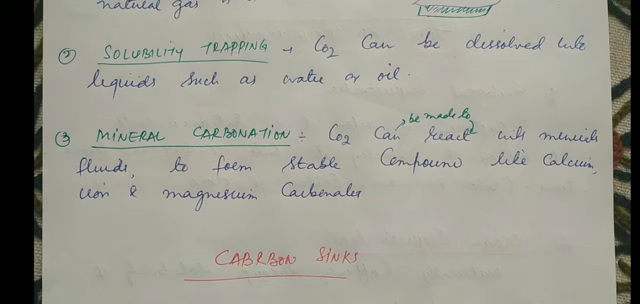 natural gas
② SOLUBILITY TRAPPING → CO2 Can be dissolved into
liquids such as water or oil.
be made to
③ MINERAL CARBONATION :- CO2 Can react with minerals
fluids, to form Stable Compound like Calcium,
iron & magnesium Carbonates
CABRBON SINKS